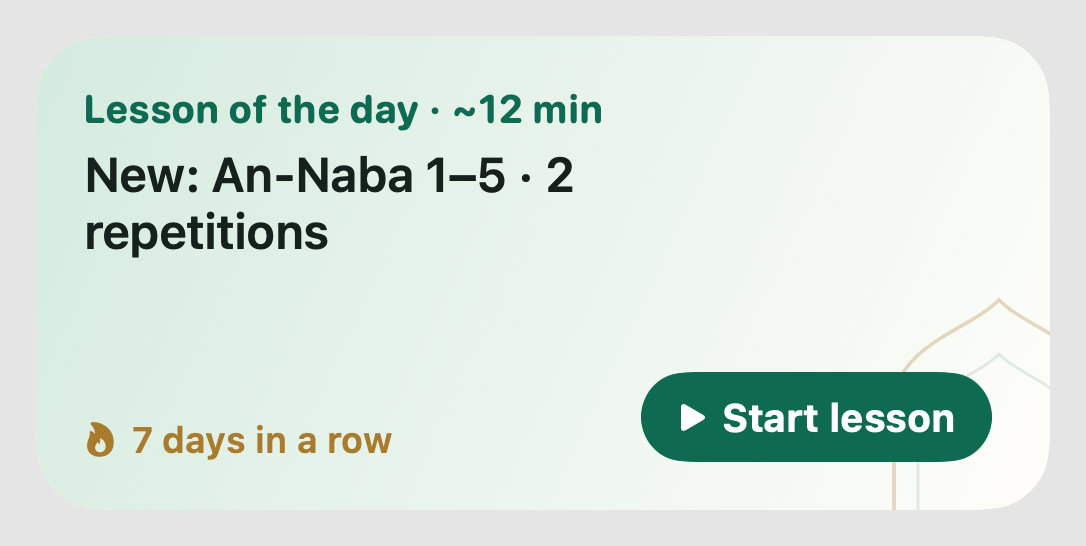 Lesson of the day · ~12 min
New: An-Naba 1–5 · 2
repetitions
7 days in a row
Start lesson